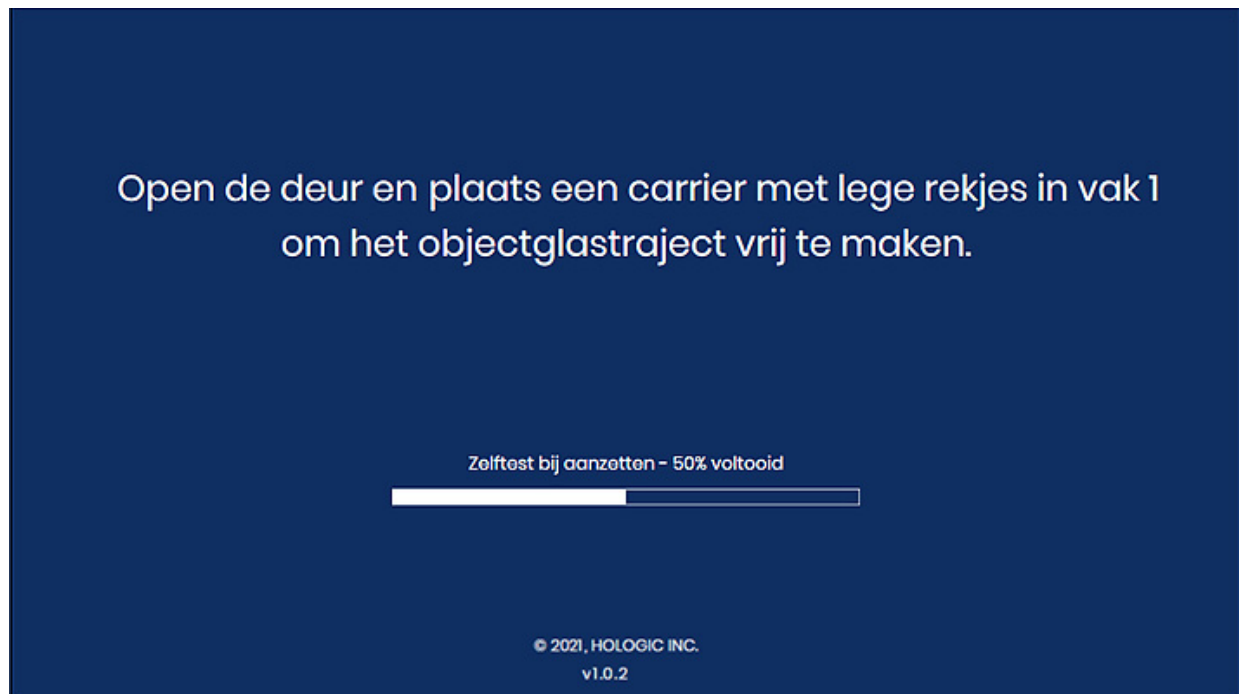 Open de deur en plaats een carrier met lege rekjes in vak 1
om het objectglastraject vrij te maken.
Zelftest bij aanzetten - 50% voltooid
© 2021, HOLOGIC INC.
v1.0.2